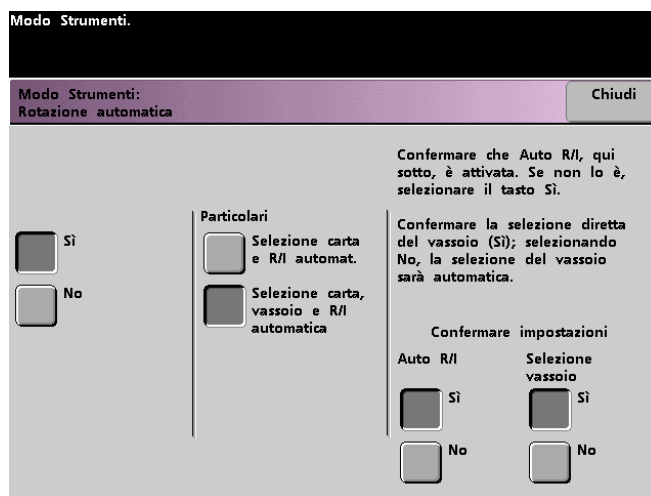 Modo Strumenti.
Modo Strumenti:
Rotazione automatica
Chiudi
Sì
No
Particolari
Selezione carta
e R/I automat.
Selezione carta,
vassoio e R/I
automatica
Confermare che Auto R/I, qui
sotto, è attivata. Se non lo è,
selezionare il tasto Sì.
Confermare la selezione diretta
del vassoio (Sì); selezionando
No, la selezione del vassoio
sarà automatica.
Confermare impostazioni
Auto R/I
Sì
No
Selezione
vassoio
Sì
No